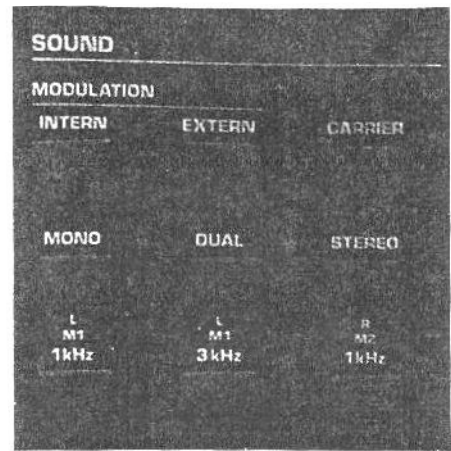 SOUND
MODULATION
INTERN EXTERN CARRIER
MONO DUAL STEREO
L L R
M1 M1 M2
1kHz 3kHz 1kHz